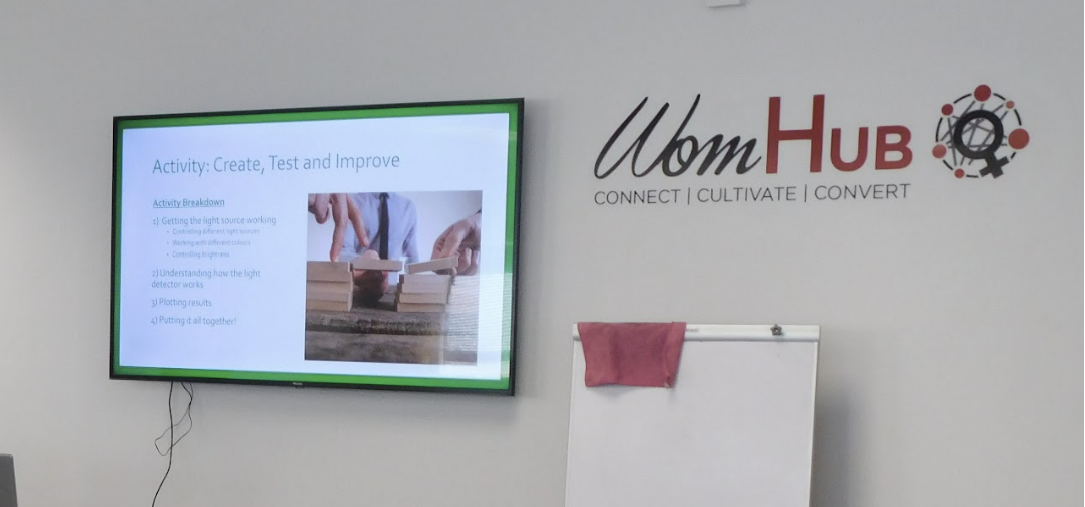 Activity: Create, Test and Improve
Activity Breakdown
1) Getting the light source working
• Controlling different light sources
• Working with different colours
• Controlling brightness
2) Understanding how the light
detector works
3) Plotting results
4) Putting it all together!
WomHUB
CONNECT | CULTIVATE | CONVERT